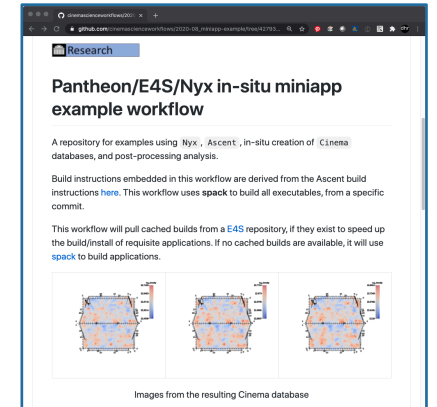 cinemascienceworkflows/2020-
github.com/cinemascienceworkflows/2020-08_miniapp-example/tree/42793...
Research
Pantheon/E4S/Nyx in-situ miniapp
example workflow
A repository for examples using Nyx , Ascent , in-situ creation of Cinema
databases, and post-processing analysis.
Build instructions embedded in this workflow are derived from the Ascent build
instructions here. This workflow uses spack to build all executables, from a specific
commit.
This workflow will pull cached builds from a E4S repository, if they exist to speed up
the build/install of requisite applications. If no cached builds are available, it will use
spack to build applications.
Images from the resulting Cinema database